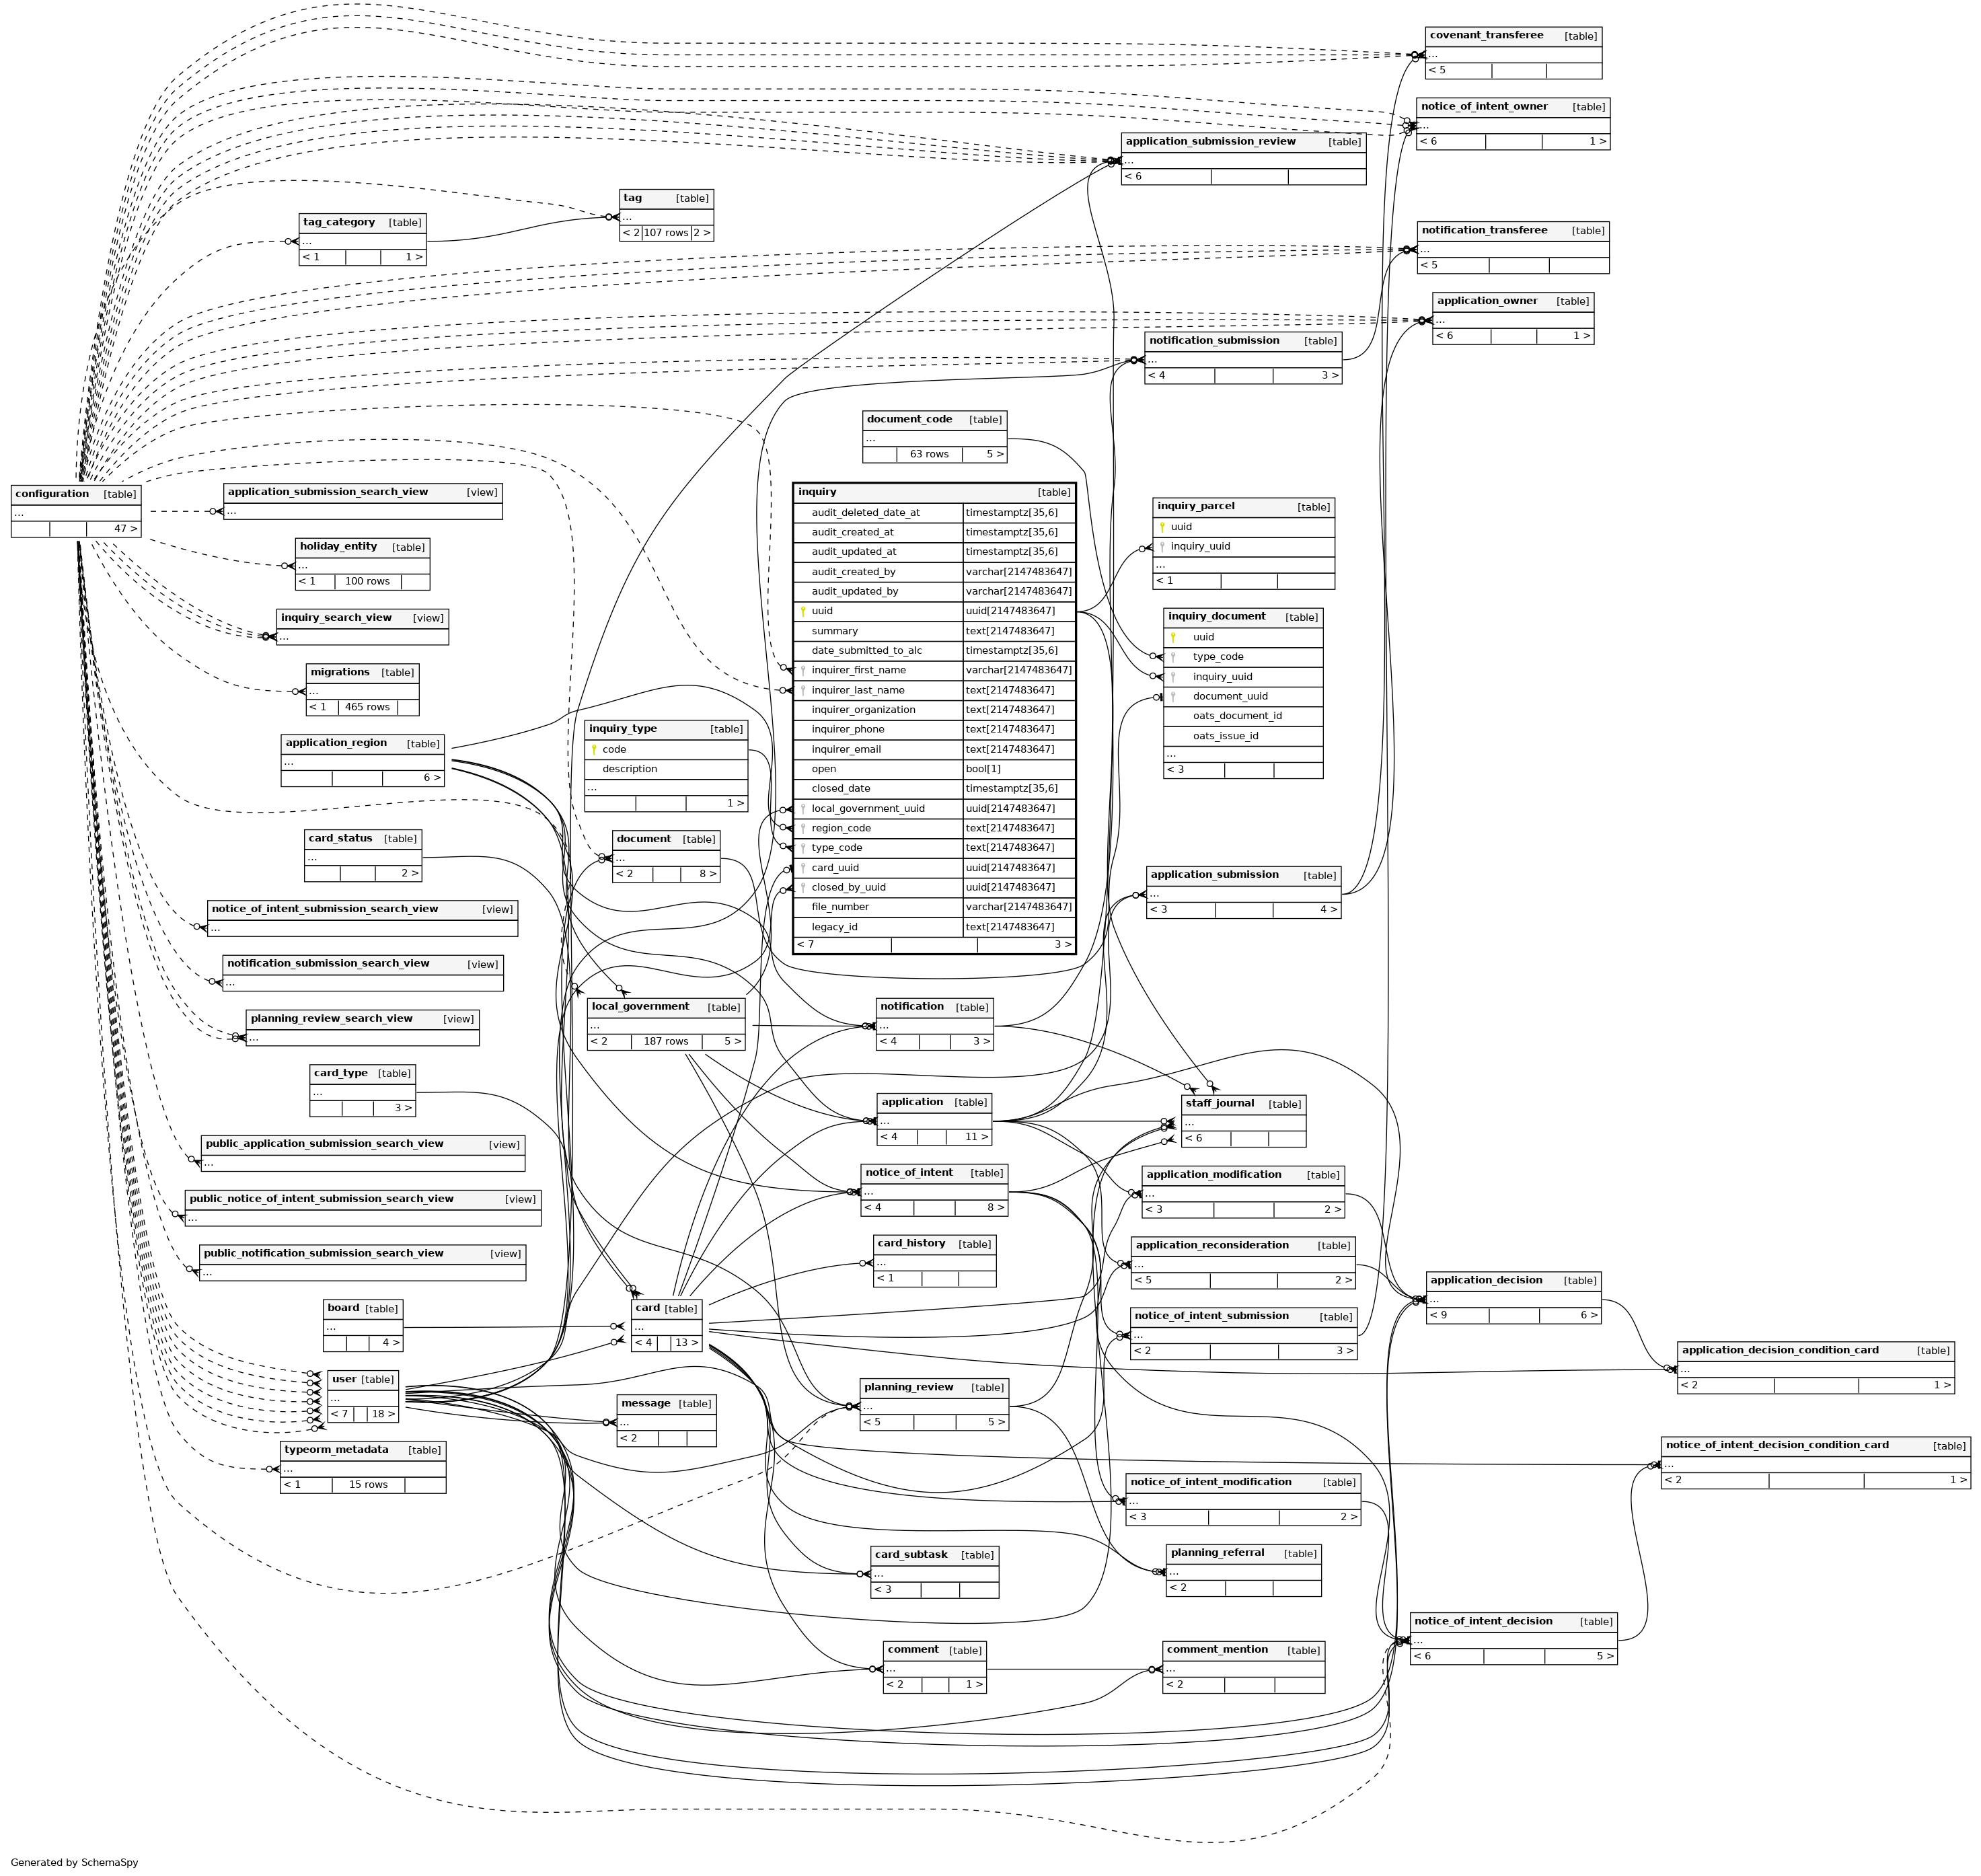 covenant_transferee [table]
...
< 5
notice_of_intent_owner [table]
...
< 6 1 >
application_submission_review [table]
...
< 6
tag [table]
...
< 2 107 rows 2 >
tag_category [table]
...
< 1 1 >
notification_transferee [table]
...
< 5
application_owner [table]
...
< 6 1 >
notification_submission [table]
...
< 4 3 >
document_code [table]
...
63 rows 5 >
configuration [table]
...
47 >
application_submission_search_view [view]
...
holiday_entity [table]
...
< 1 100 rows
inquiry_search_view [view]
...
migrations [table]
...
< 1 465 rows
application_region [table]
...
6 >
inquiry_type [table]
code
description
...
1 >
inquiry [table]
audit_deleted_date_at timestamptz[35,6]
audit_created_at timestamptz[35,6]
audit_updated_at timestamptz[35,6]
audit_created_by varchar[2147483647]
audit_updated_by varchar[2147483647]
uuid uuid[2147483647]
summary text[2147483647]
date_submitted_to_alc timestamptz[35,6]
inquirer_first_name varchar[2147483647]
inquirer_last_name text[2147483647]
inquirer_organization text[2147483647]
inquirer_phone text[2147483647]
inquirer_email text[2147483647]
open bool[1]
closed_date timestamptz[35,6]
local_government_uuid uuid[2147483647]
region_code text[2147483647]
type_code text[2147483647]
card_uuid uuid[2147483647]
closed_by_uuid uuid[2147483647]
file_number varchar[2147483647]
legacy_id text[2147483647]
< 7 3 >
inquiry_parcel [table]
uuid
inquiry_uuid
...
< 1
inquiry_document [table]
uuid
type_code
inquiry_uuid
document_uuid
oats_document_id
oats_issue_id
...
< 3
card_status [table]
...
2 >
document [table]
...
< 2 8 >
application_submission [table]
...
< 3 4 >
notice_of_intent_submission_search_view [view]
...
notification_submission_search_view [view]
...
planning_review_search_view [view]
...
local_government [table]
...
< 2 187 rows 5 >
notification [table]
...
< 4 3 >
card_type [table]
...
3 >
application [table]
...
< 4 11 >
staff_journal [table]
...
< 6
public_application_submission_search_view [view]
...
notice_of_intent [table]
...
< 4 8 >
application_modification [table]
...
< 3 2 >
public_notice_of_intent_submission_search_view [view]
...
card_history [table]
...
< 1
application_reconsideration [table]
...
< 5 2 >
public_notification_submission_search_view [view]
...
application_decision [table]
...
< 9 6 >
board [table]
...
4 >
card [table]
...
< 4 13 >
notice_of_intent_submission [table]
...
< 2 3 >
application_decision_condition_card [table]
...
< 2 1 >
user [table]
...
< 7 18 >
message [table]
...
< 2
planning_review [table]
...
< 5 5 >
typeorm_metadata [table]
...
< 1 15 rows
notice_of_intent_decision_condition_card [table]
...
< 2 1 >
notice_of_intent_modification [table]
...
< 3 2 >
card_subtask [table]
...
< 3
planning_referral [table]
...
< 2
notice_of_intent_decision [table]
...
< 6 5 >
comment [table]
...
< 2 1 >
comment_mention [table]
...
< 2
Generated by SchemaSpy